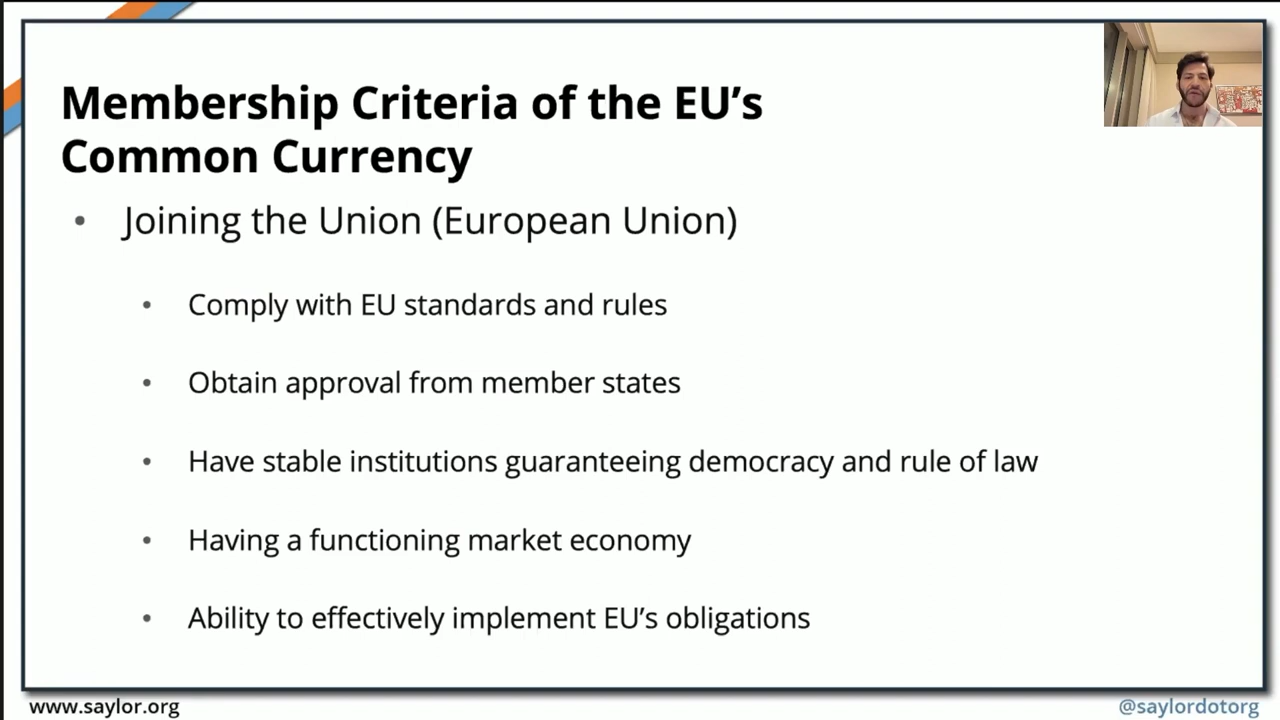 Membership Criteria of the EU’s
Common Currency
• Joining the Union (European Union)
• Comply with EU standards and rules
• Obtain approval from member states
• Have stable institutions guaranteeing democracy and rule of law
• Having a functioning market economy
• Ability to effectively implement EU’s obligations
www.saylor.org
@saylordotorg